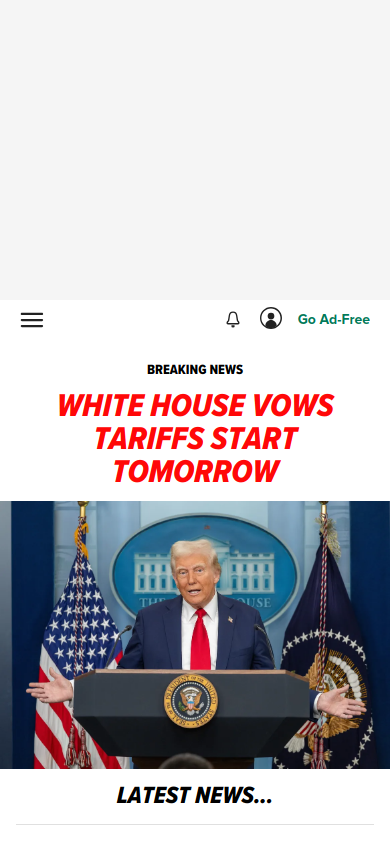 Go Ad-Free
BREAKING NEWS
WHITE HOUSE VOWS
TARIFFS START
TOMORROW
THE WHITE HOUSE
LATEST NEWS...